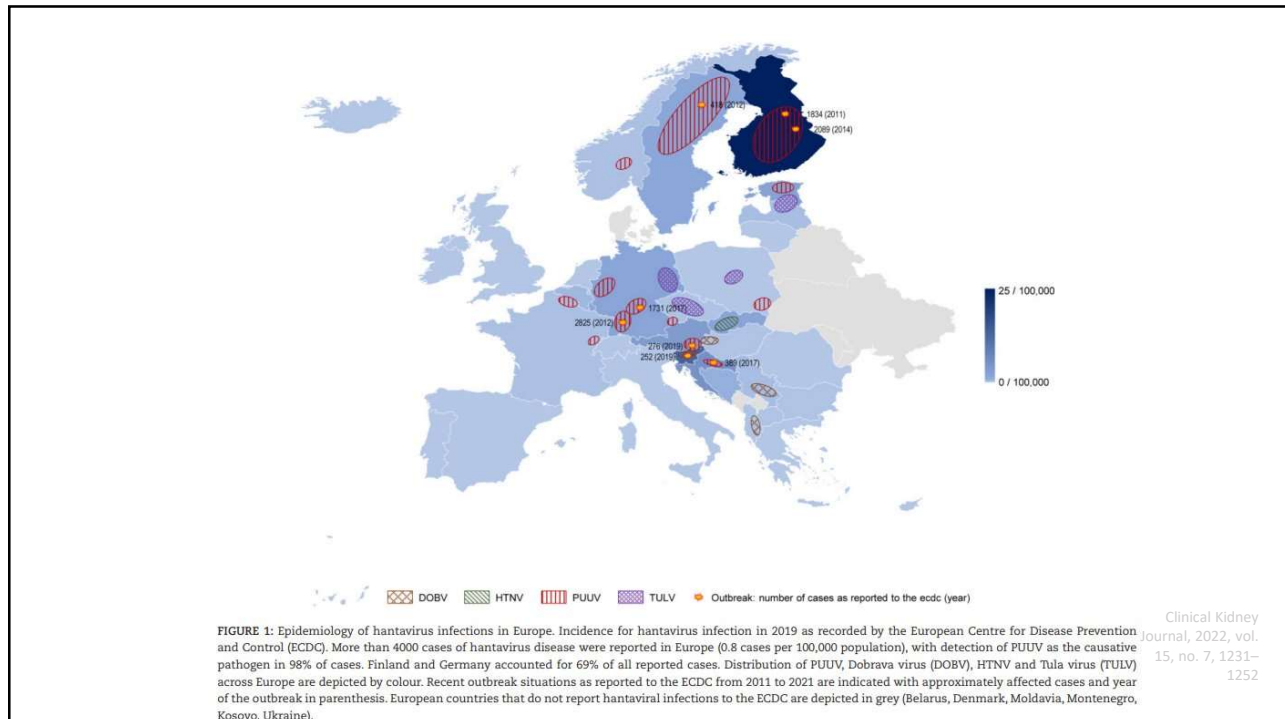 418 (2012)
1834 (2011)
2089 (2014)
1731 (2017)
2825 (2012)
276 (2019)
252 (2019)
389 (2017)
25 / 100,000
0 / 100,000
DOBV HTNV PUUV TULV Outbreak: number of cases as reported to the ecdc (year)
FIGURE 1: Epidemiology of hantavirus infections in Europe. Incidence for hantavirus infection in 2019 as recorded by the European Centre for Disease Prevention
and Control (ECDC). More than 4000 cases of hantavirus disease were reported in Europe (0.8 cases per 100,000 population), with detection of PUUV as the causative
pathogen in 98% of cases. Finland and Germany accounted for 69% of all reported cases. Distribution of PUUV, Dobrava virus (DOBV), HTNV and Tula virus (TULV)
across Europe are depicted by colour. Recent outbreak situations as reported to the ECDC from 2011 to 2021 are indicated with approximately affected cases and year
of the outbreak in parenthesis. European countries that do not report hantaviral infections to the ECDC are depicted in grey (Belarus, Denmark, Moldavia, Montenegro,
Kosovo, Ukraine).
Clinical Kidney
Journal, 2022, vol.
15, no. 7, 1231–
1252